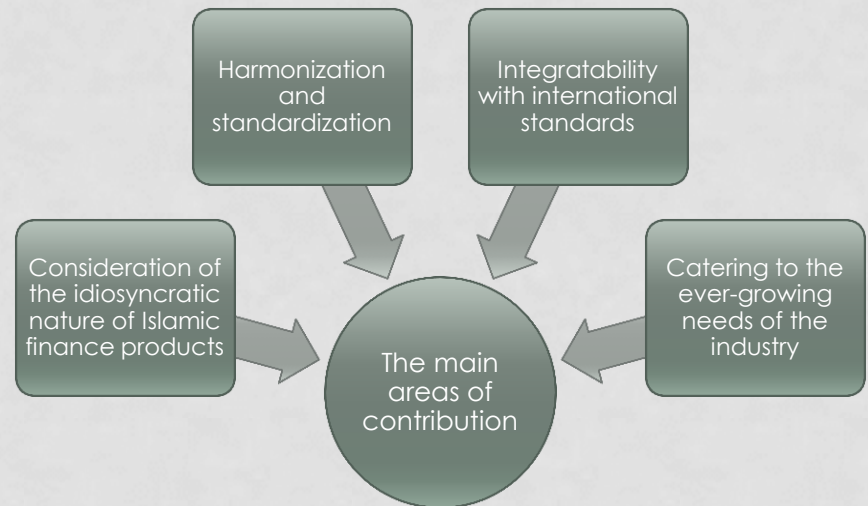 Harmonization
and
standardization
Integratability
with international
standards
Consideration of
the idiosyncratic
nature of Islamic
finance products
Catering to the
ever-growing
needs of the
industry
The main
areas of
contribution